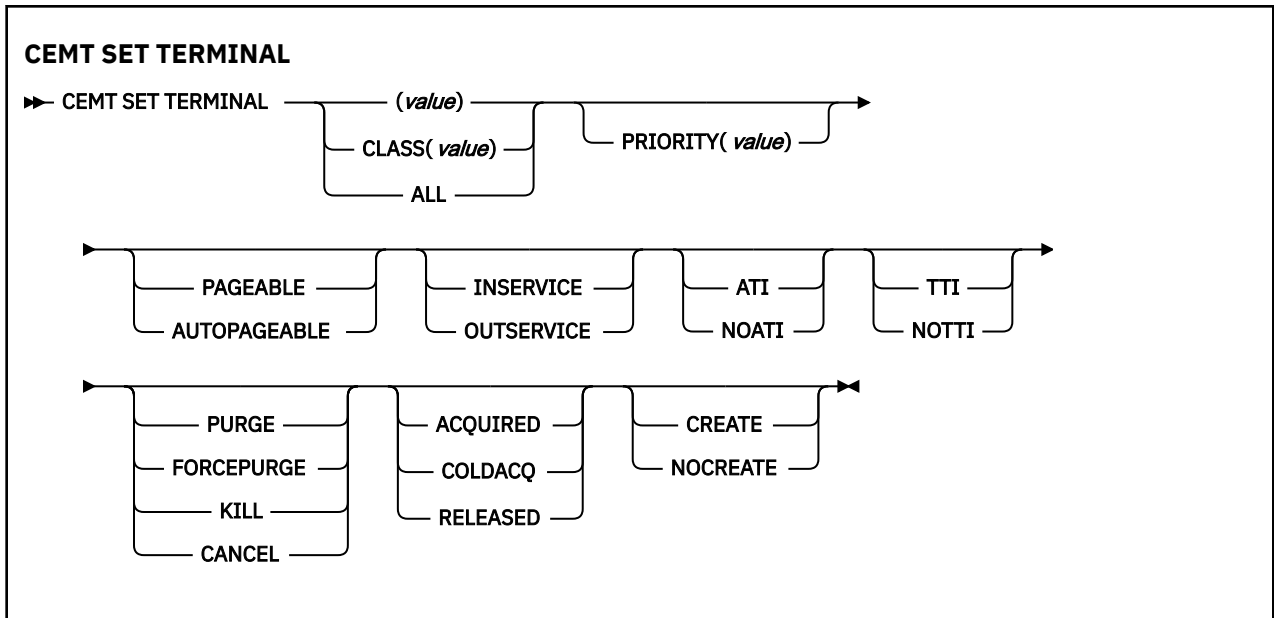 CEMT SET TERMINAL
CEMT SET TERMINAL (value)
CLASS( value)
ALL
PRIORITY( value)
PAGEABLE
AUTOPAGEABLE
INSERVICE
OUTSERVICE
ATI
NOATI
TTI
NOTTI
PURGE
FORCEPURGE
KILL
CANCEL
ACQUIRED
COLDACQ
RELEASED
CREATE
NOCREATE